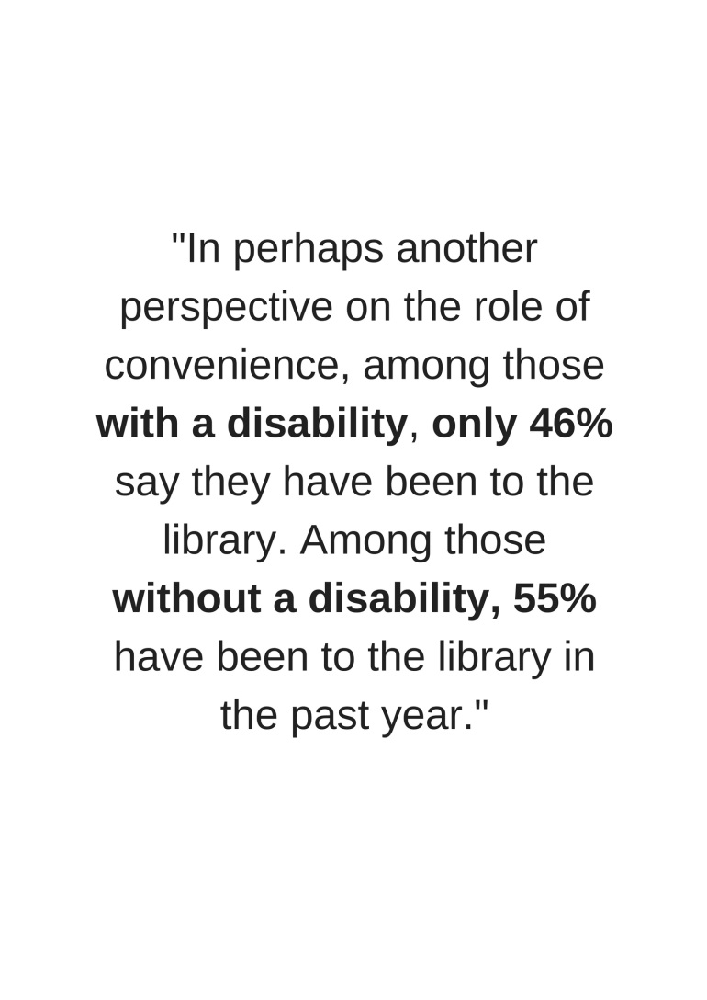 "In perhaps another
perspective on the role of
convenience, among those
with a disability, only 46%
say they have been to the
library. Among those
without a disability, 55%
have been to the library in
the past year."